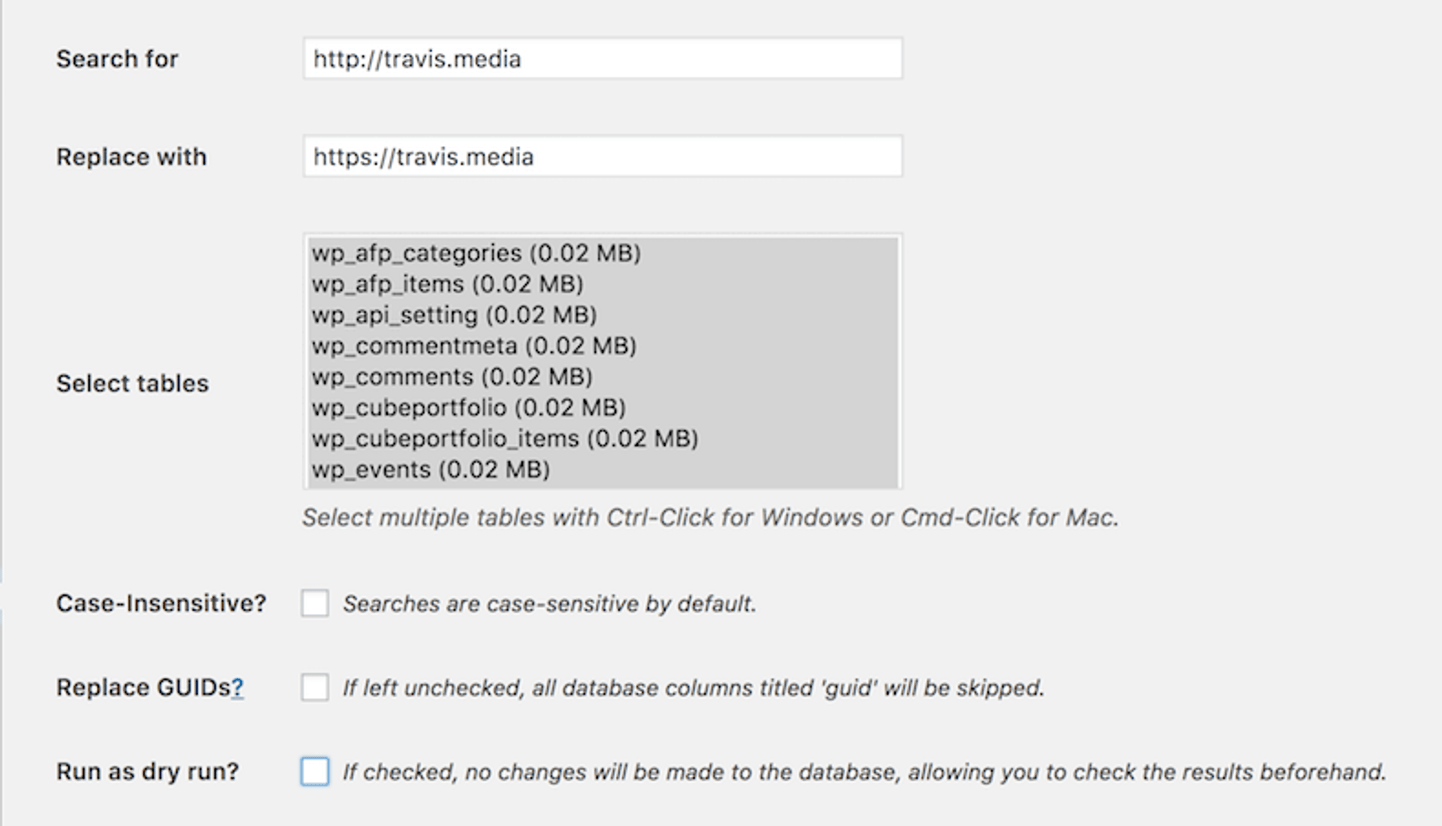 Search for
http://travis.media
Replace with
https://travis.media
Select tables
wp_afp_categories (0.02 MB)
wp_afp_items (0.02 MB)
wp_api_setting (0.02 MB)
wp_commentmeta (0.02 MB)
wp_comments (0.02 MB)
wp_cubeportfolio (0.02 MB)
wp_cubeportfolio_items (0.02 MB)
wp_events (0.02 MB)
Select multiple tables with Ctrl-Click for Windows or Cmd-Click for Mac.
Case-Insensitive?
Searches are case-sensitive by default.
Replace GUIDs?
If left unchecked, all database columns titled 'guid' will be skipped.
Run as dry run?
If checked, no changes will be made to the database, allowing you to check the results beforehand.